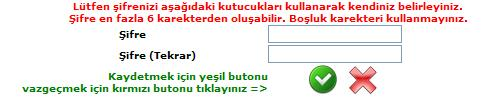 Lütfen şifrenizi aşağıdaki kutucukları kullanarak kendiniz belirleyiniz.
Şifre en fazla 6 karekterden oluşabilir. Boşluk karekteri kullanmayınız.
Şifre
Şifre (Tekrar)
Kaydetmek için yeşil butonu
vazgeçmek için kırmızı butonu tıklayınız =>